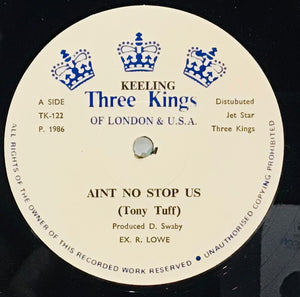 KEELING
Three Kings
OF LONDON & U.S.A.
A SIDE
TK-122
P. 1986
Distubuted
Jet Star
Three Kings
AINT NO STOP US
(Tony Tuff)
Produced D. Swaby
EX. R. LOWE
ALL RIGHTS OF THE OWNER OF THIS RECORDED WORK RESERVED • UNAUTHORISED COPYING PROHIBITED